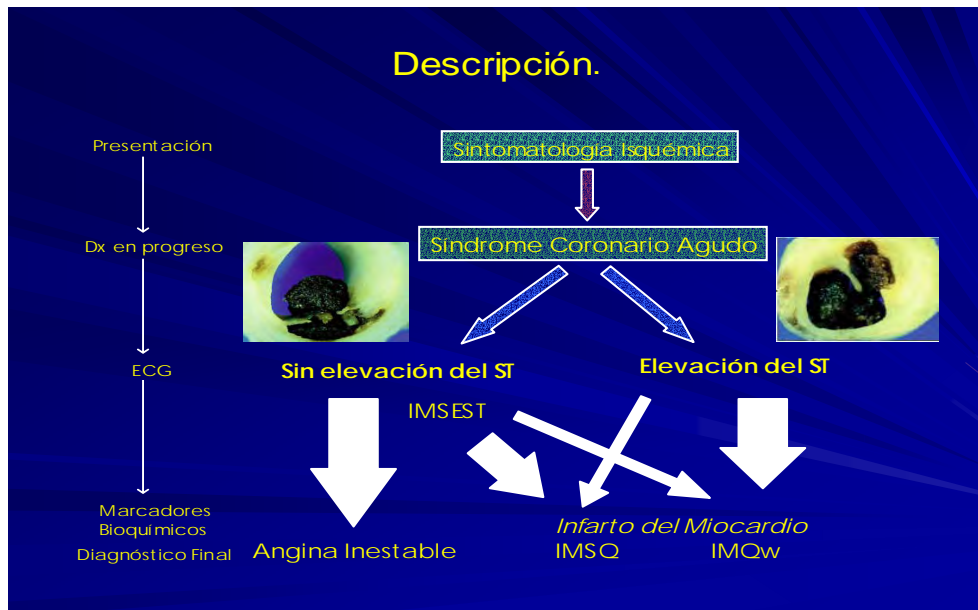 Descripción.
Presentación
Sintomatología Isquémica
Dx en progreso
Síndrome Coronario Agudo
ECG
Sin elevación del ST
Elevación del ST
IMSEST
Marcadores
Bioquímicos
Diagnóstico Final
Angina Inestable
Infarto del Miocardio
IMSQ
IMQw